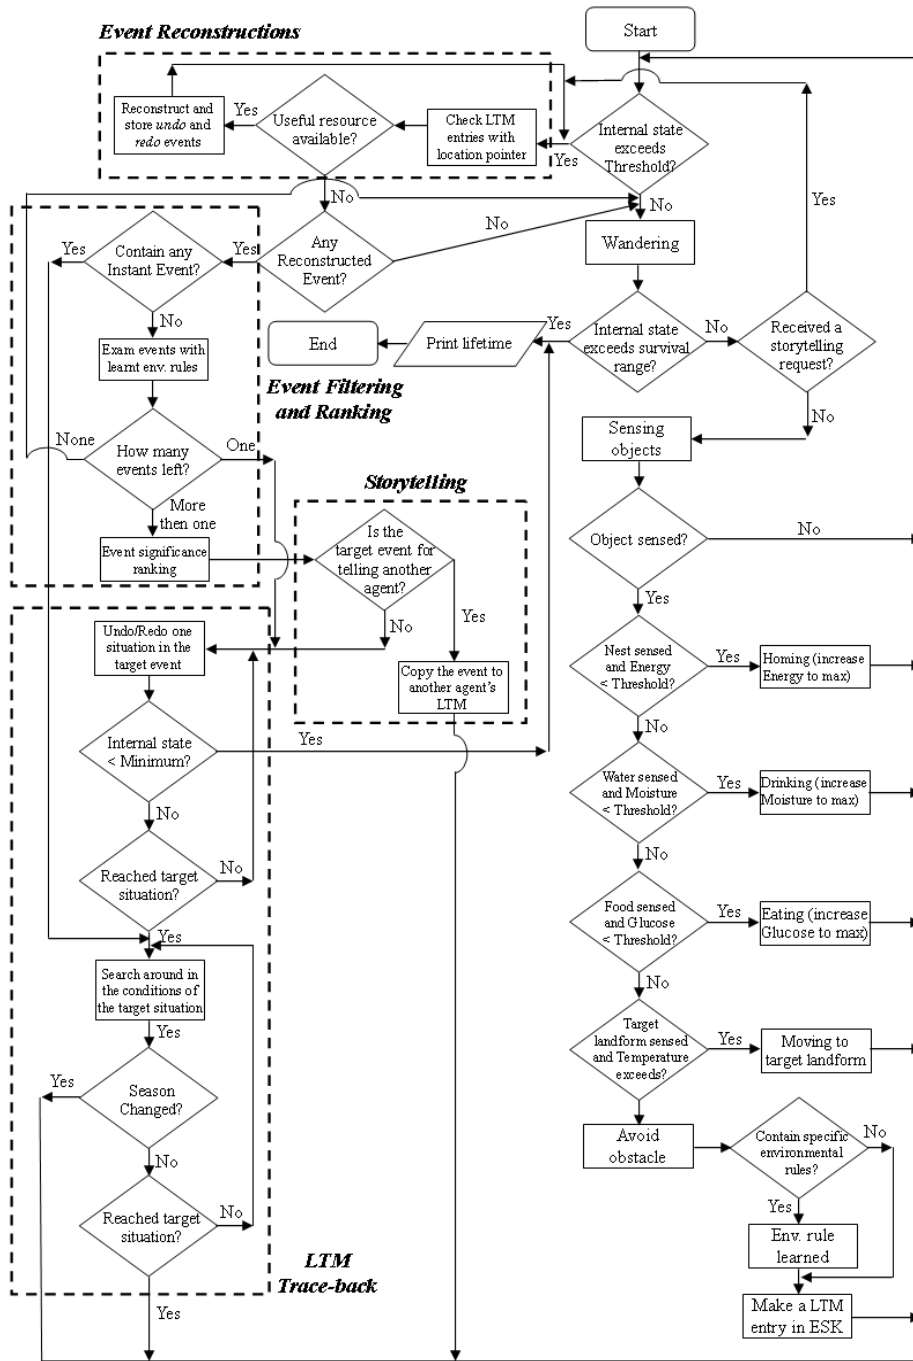 Event Reconstructions
Start
Reconstruct and
store undo and
redo events
Yes
Useful resource
available?
Check LTM
entries with
location pointer
Yes
Internal state
exceeds
Threshold?
Yes
No
No
No
Wandering
Yes
Contain any
Instant Event?
Yes
Any
Reconstructed
Event?
No
Exam events with
learnt env. rules
End
Print lifetime
Yes
Internal state
exceeds survival
range?
No
Received a
storytelling
request?
No
Event Filtering
and Ranking
None
How many
events left?
One
More
then one
Event significance
ranking
Sensing
objects
Storytelling
Is the
target event for
telling another
agent?
Yes
No
Copy the event to
another agent's
LTM
Object sensed?
No
Yes
Undo/Redo one
situation in the
target event
Internal state
< Minimum?
Yes
No
Reached target
situation?
No
Yes
Search around in
the conditions of
the target situation
Yes
Yes
Season
Changed?
No
Reached target
situation?
No
Yes
LTM
Trace-back
Nest sensed
and Energy
< Threshold?
Yes
Homing (increase
Energy to max)
No
Water sensed
and Moisture
< Threshold?
Yes
Drinking (increase
Moisture to max)
No
Food sensed
and Glucose
< Threshold?
Yes
Eating (increase
Glucose to max)
No
Target
landform sensed
and Temperature
exceeds?
Yes
Moving to
target landform
Avoid
obstacle
Contain specific
environmental
rules?
No
Yes
Env. rule
learned
Make a LTM
entry in ESK